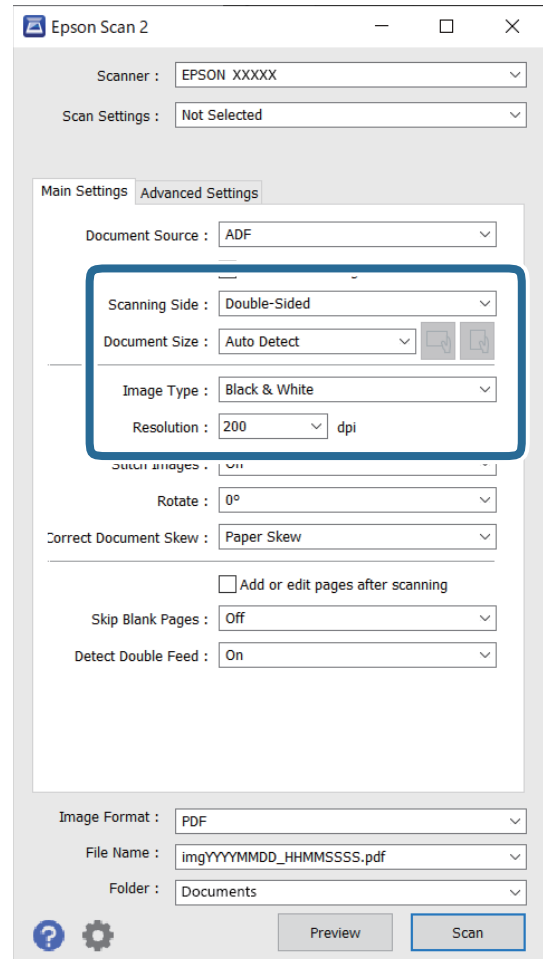 Epson Scan 2
Scanner : EPSON XXXXX
Scan Settings : Not Selected
Main Settings Advanced Settings
Document Source : ADF
Scanning Side : Double-Sided
Document Size : Auto Detect
Image Type : Black & White
Resolution : 200 dpi
Stitch Images : Off
Rotate : 0°
Correct Document Skew : Paper Skew
Add or edit pages after scanning
Skip Blank Pages : Off
Detect Double Feed : On
Image Format : PDF
File Name : imgYYYYMMDD_HHMMSSSS.pdf
Folder : Documents
? Preview Scan